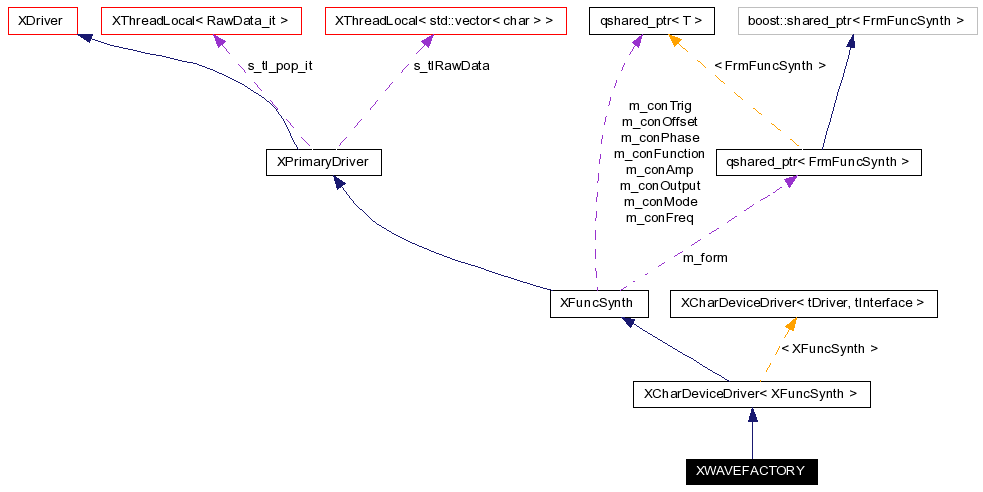 XDriver
XThreadLocal< RawData_it >
XThreadLocal< std::vector< char > >
qshared_ptr< T >
boost::shared_ptr< FrmFuncSynth >
s_tl_pop_it
s_tlRawData
< FrmFuncSynth >
m_conTrig
m_conOffset
m_conPhase
m_conFunction
m_conAmp
m_conOutput
m_conMode
m_conFreq
XPrimaryDriver
qshared_ptr< FrmFuncSynth >
m_form
XFuncSynth
XCharDeviceDriver< tDriver, tInterface >
< XFuncSynth >
XCharDeviceDriver< XFuncSynth >
XWAVEFACTORY